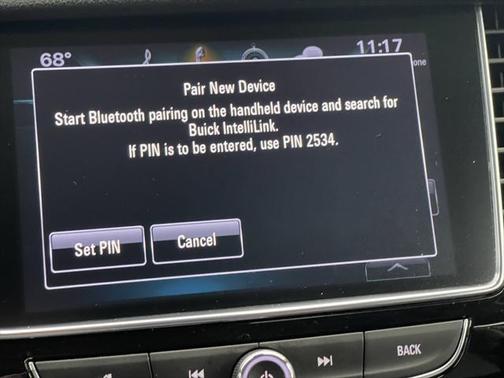 68° 11:17
one
Pair New Device
Start Bluetooth pairing on the handheld device and search for
Buick IntelliLink.
If PIN is to be entered, use PIN 2534.
Set PIN Cancel
BACK